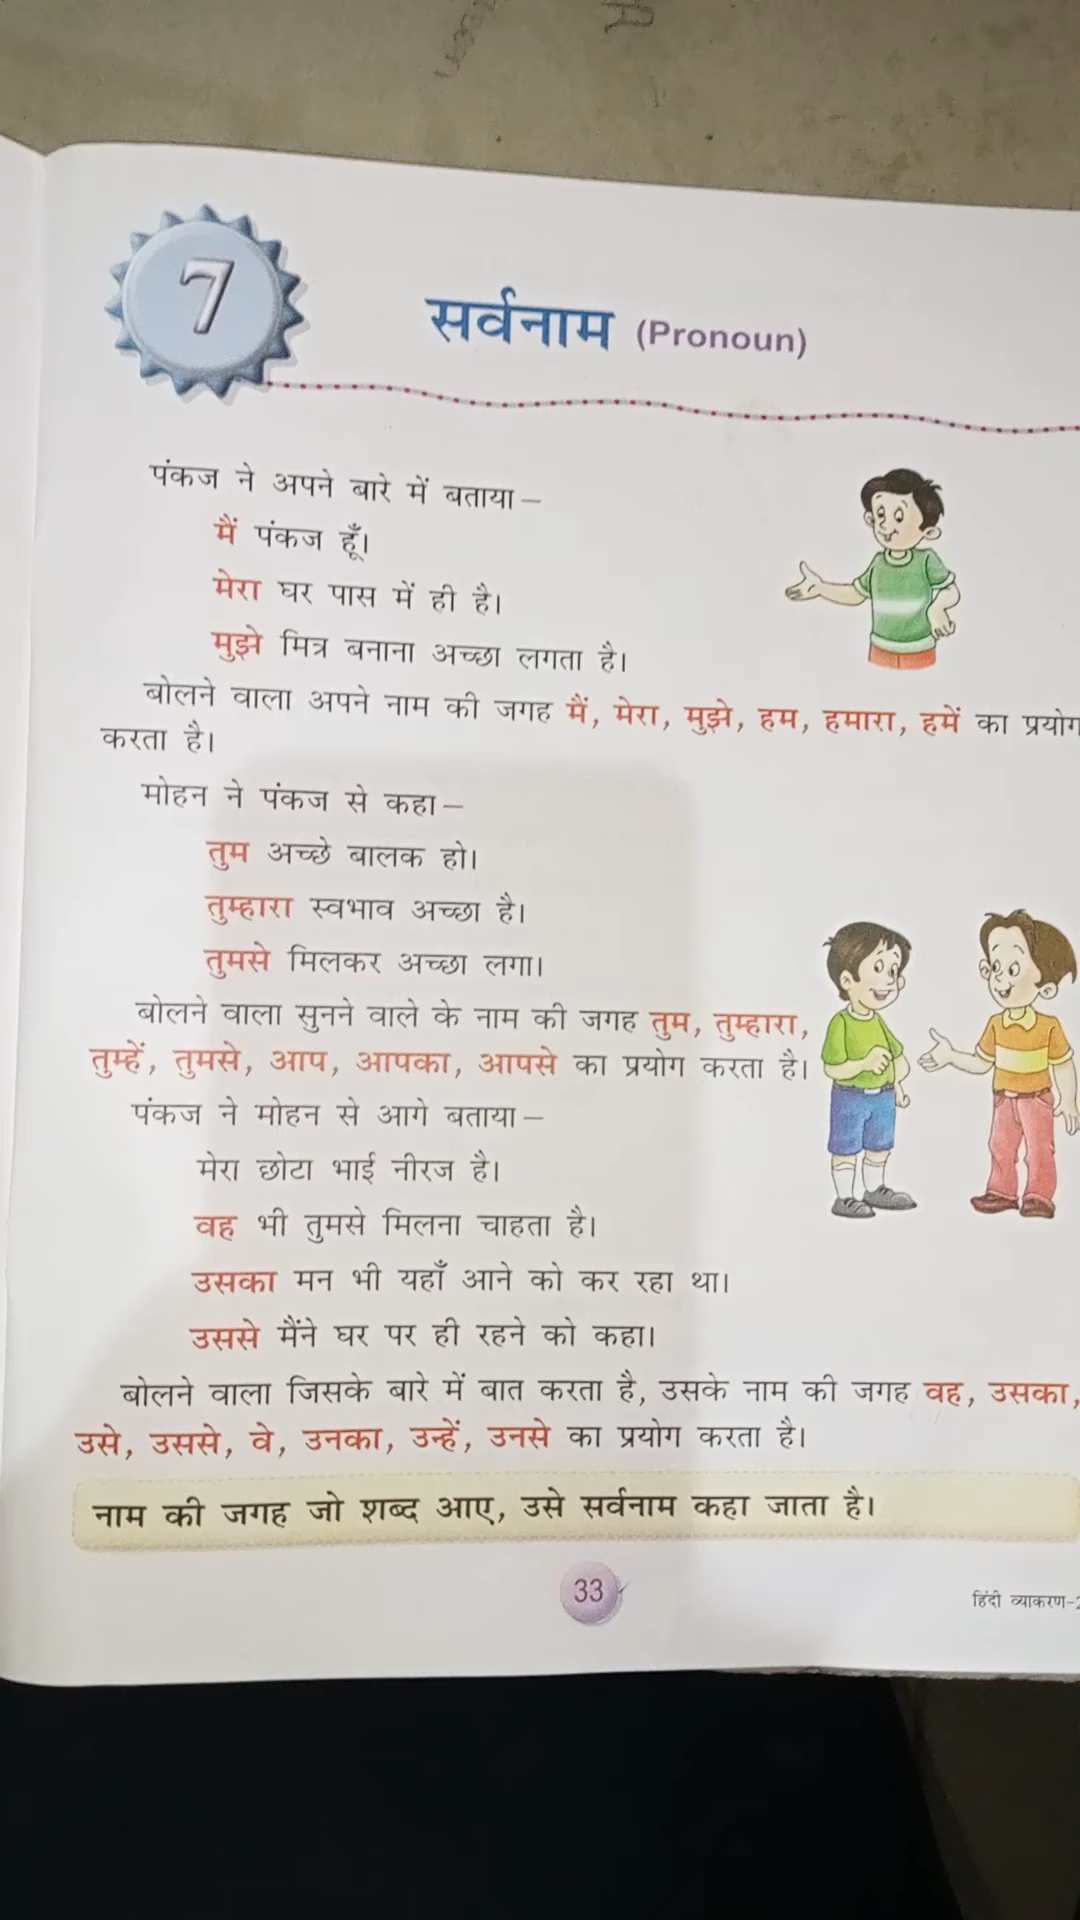 7
सर्वनाम (Pronoun)
पंकज ने अपने बारे में बताया–
मैं पंकज हूँ।
मेरा घर पास में ही है।
मुझे मित्र बनाना अच्छा लगता है।
बोलने वाला अपने नाम की जगह मैं, मेरा, मुझे, हम, हमारा, हमें का प्रयोग
करता है।
मोहन ने पंकज से कहा–
तुम अच्छे बालक हो।
तुम्हारा स्वभाव अच्छा है।
तुमसे मिलकर अच्छा लगा।
बोलने वाला सुनने वाले के नाम की जगह तुम, तुम्हारा,
तुम्हें, तुमसे, आप, आपका, आपसे का प्रयोग करता है।
पंकज ने मोहन से आगे बताया–
मेरा छोटा भाई नीरज है।
वह भी तुमसे मिलना चाहता है।
उसका मन भी यहाँ आने को कर रहा था।
उससे मैंने घर पर ही रहने को कहा।
बोलने वाला जिसके बारे में बात करता है, उसके नाम की जगह वह, उसका,
उसे, उससे, वे, उनका, उन्हें, उनसे का प्रयोग करता है।
नाम की जगह जो शब्द आए, उसे सर्वनाम कहा जाता है।
33
हिंदी व्याकरण-2